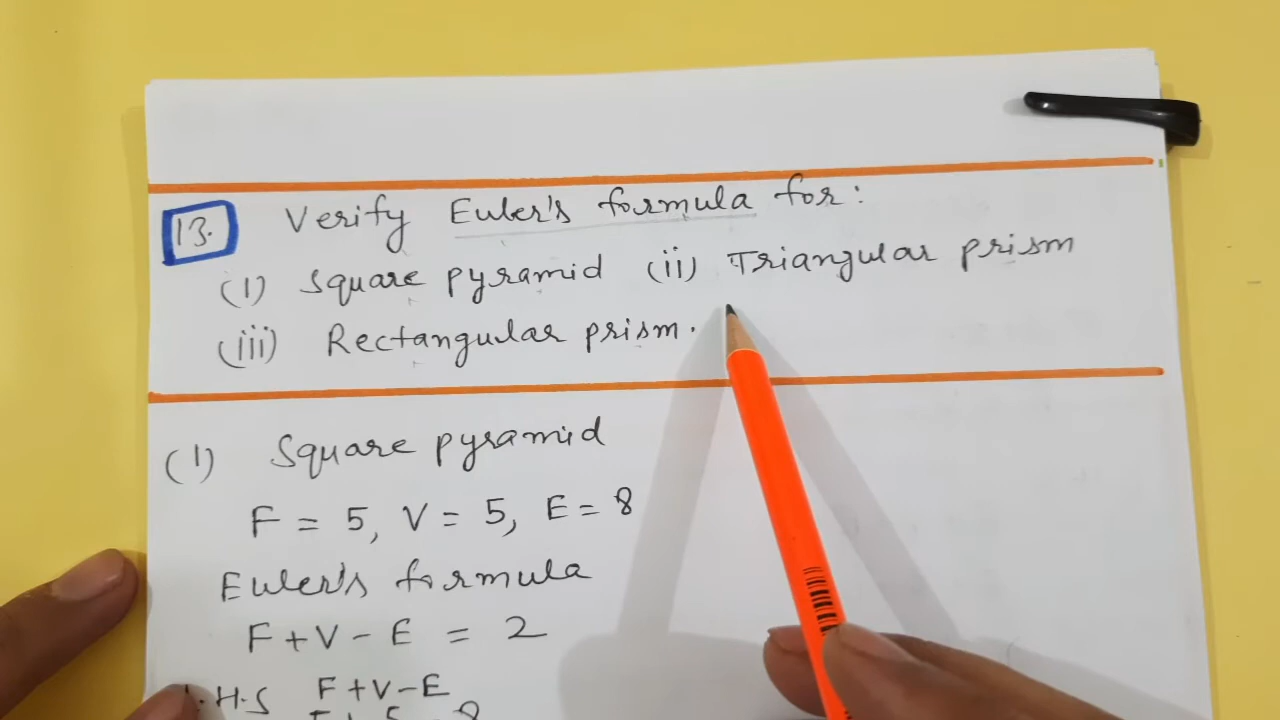 13. Verify Euler's formula for:
(i) Square pyramid (ii) Triangular prism
(iii) Rectangular prism.
(i) Square pyramid
F = 5, V = 5, E = 8
Euler's formula
F + V - E = 2
L.H.S F + V - E